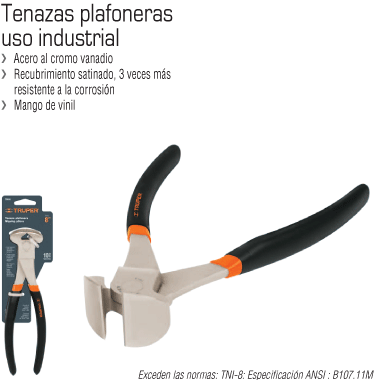 Tenazas plafoneras
uso industrial
› Acero al cromo vanadio
› Recubrimiento satinado, 3 veces más
resistente a la corrosión
› Mango de vinil
TRUPER
Exceden las normas: TNI-8: Especificación ANSI : B107.11M